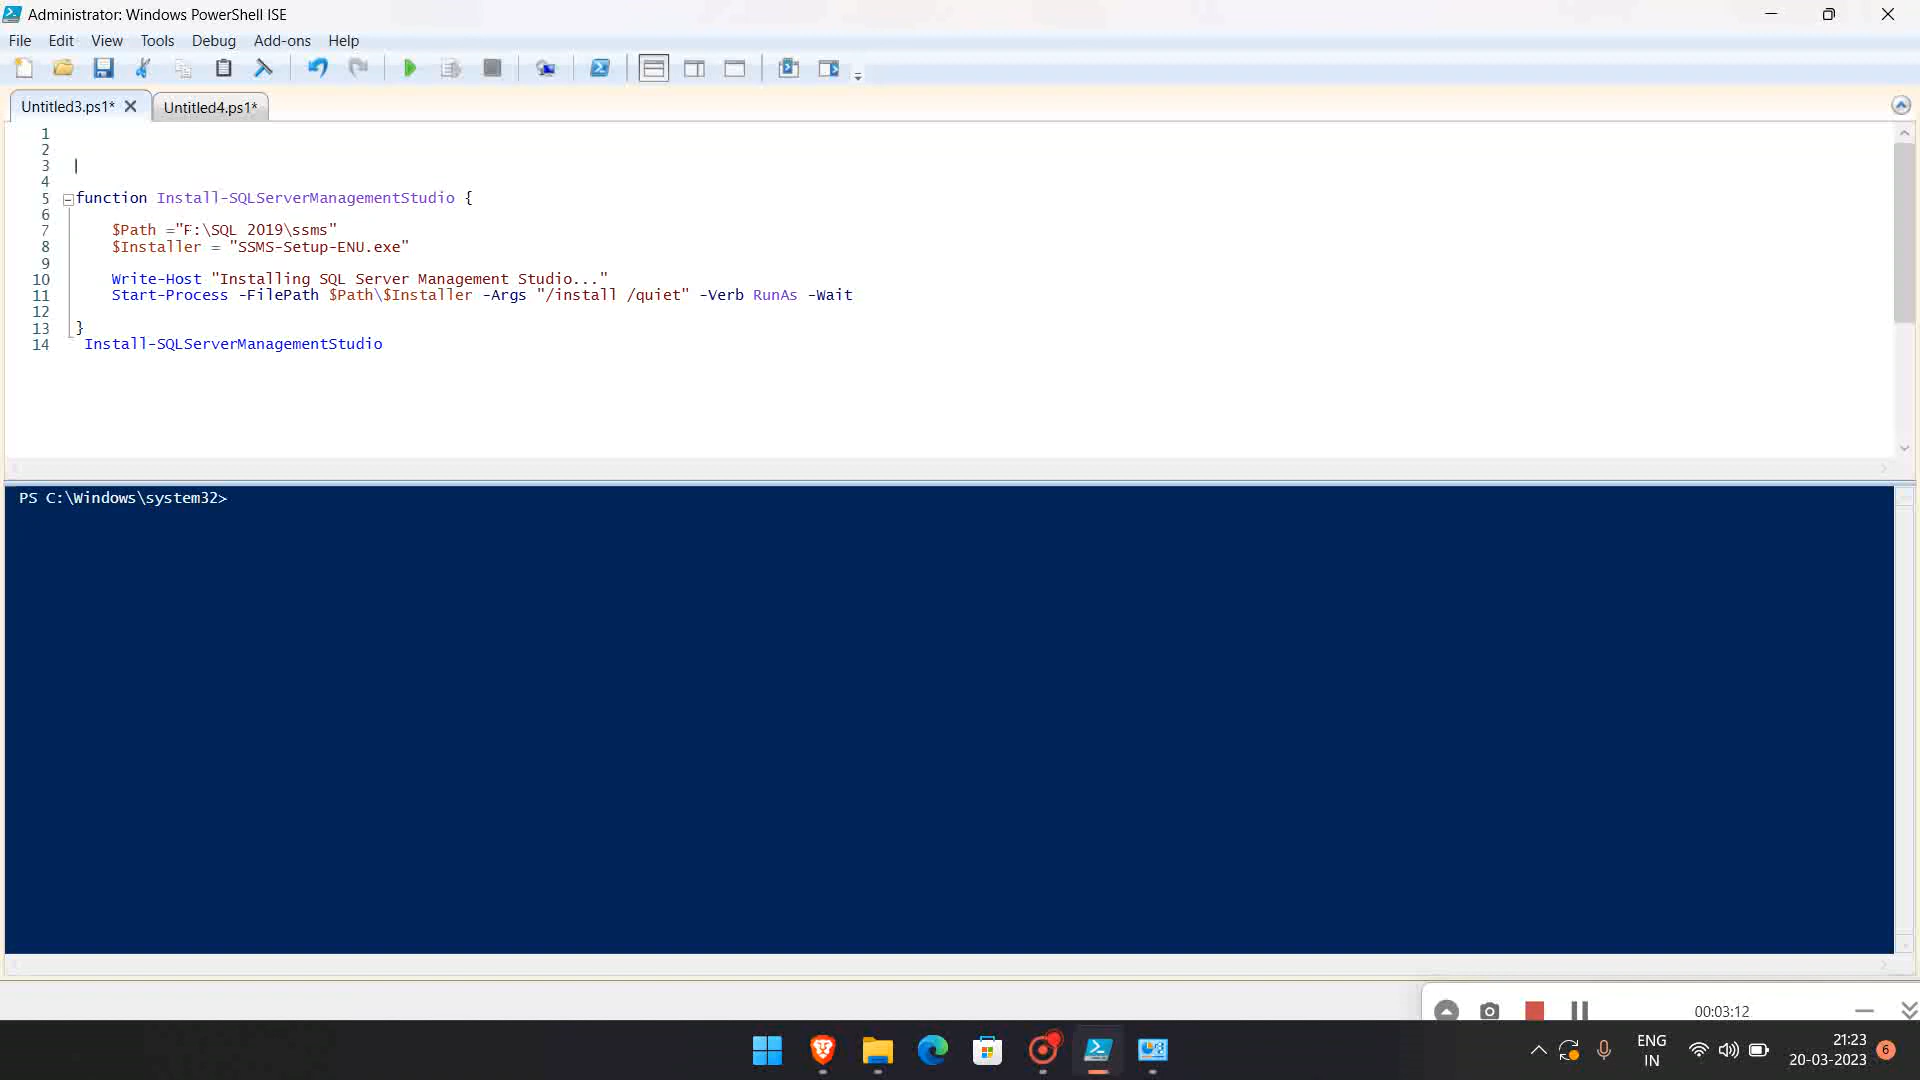 Administrator: Windows PowerShell ISE
File Edit View Tools Debug Add-ons Help
Untitled3.ps1* Untitled4.ps1*
1
2
3
4
5 function Install-SQLServerManagementStudio {
6
7 $Path ="F:\SQL 2019\ssms"
8 $Installer = "SSMS-Setup-ENU.exe"
9
10 Write-Host "Installing SQL Server Management Studio..."
11 Start-Process -FilePath $Path\$Installer -Args "/install /quiet" -Verb RunAs -Wait
12
13 }
14 Install-SQLServerManagementStudio
PS C:\Windows\system32>
00:03:12
ENG 21:23
IN 20-03-2023 6